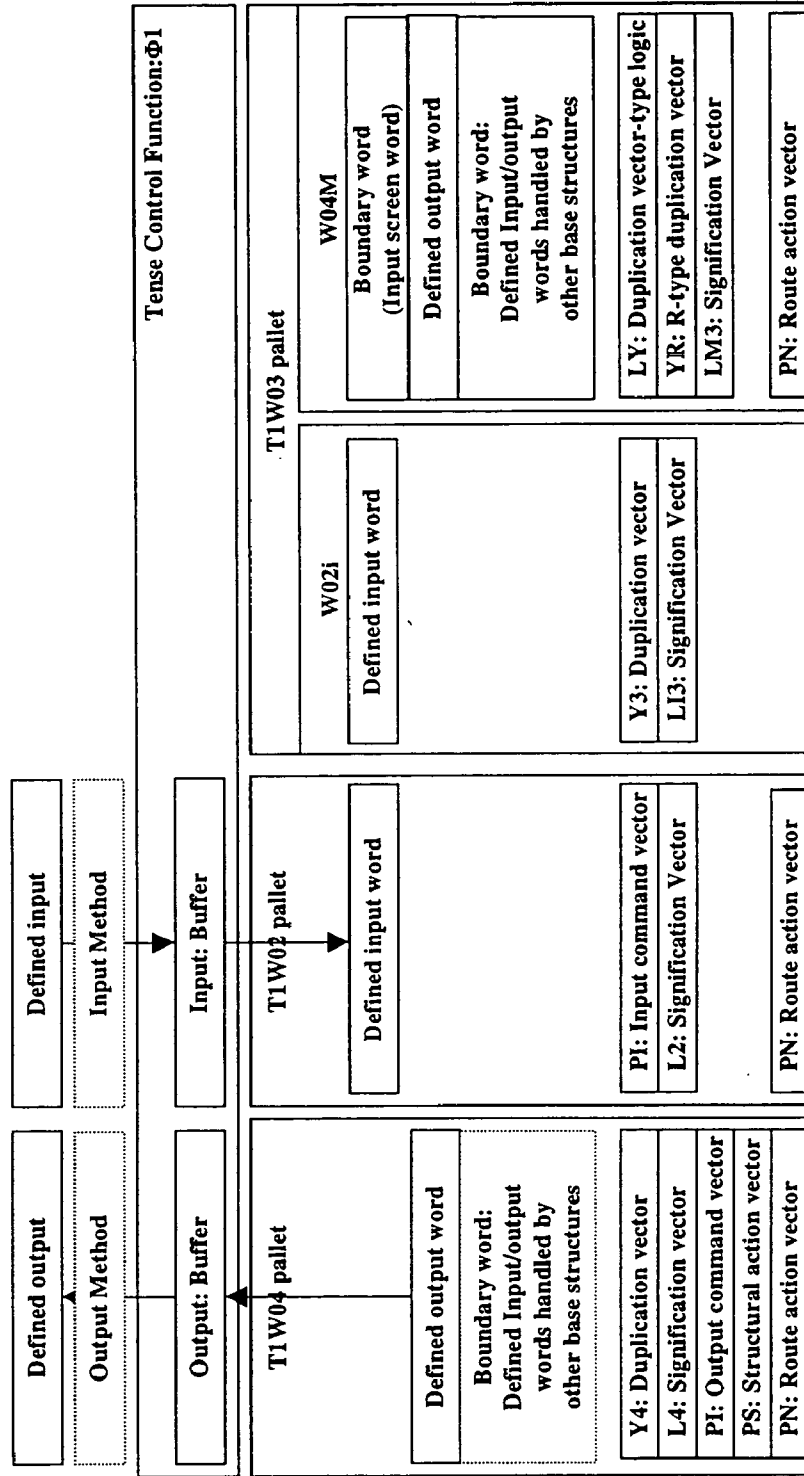 Defined output
Output Method
Defined input
Input Method
Tense Control Function:Φ1
Output: Buffer
Input: Buffer
T1W04 pallet
Defined output word
Boundary word:
Defined Input/output
words handled by
other base structures
Y4: Duplication vector
L4: Signification vector
PI: Output command vector
PS: Structural action vector
PN: Route action vector
T1W02 pallet
Defined input word
PI: Input command vector
L2: Signification Vector
PN: Route action vector
T1W03 pallet
W02i
Defined input word
Y3: Duplication vector
LI3: Signification Vector
W04M
Boundary word
(Input screen word)
Defined output word
Boundary word:
Defined Input/output
words handled by
other base structures
LY: Duplication vector-type logic
YR: R-type duplication vector
LM3: Signification Vector
PN: Route action vector